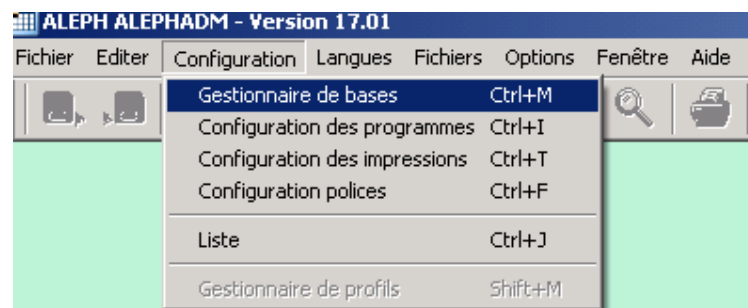 ALEPH ALEPHADM - Version 17.01
Fichier Editer Configuration Langues Fichiers Options Fenêtre Aide
Gestionnaire de bases Ctrl+M
Configuration des programmes Ctrl+I
Configuration des impressions Ctrl+T
Configuration polices Ctrl+F
Liste Ctrl+J
Gestionnaire de profils Shift+M